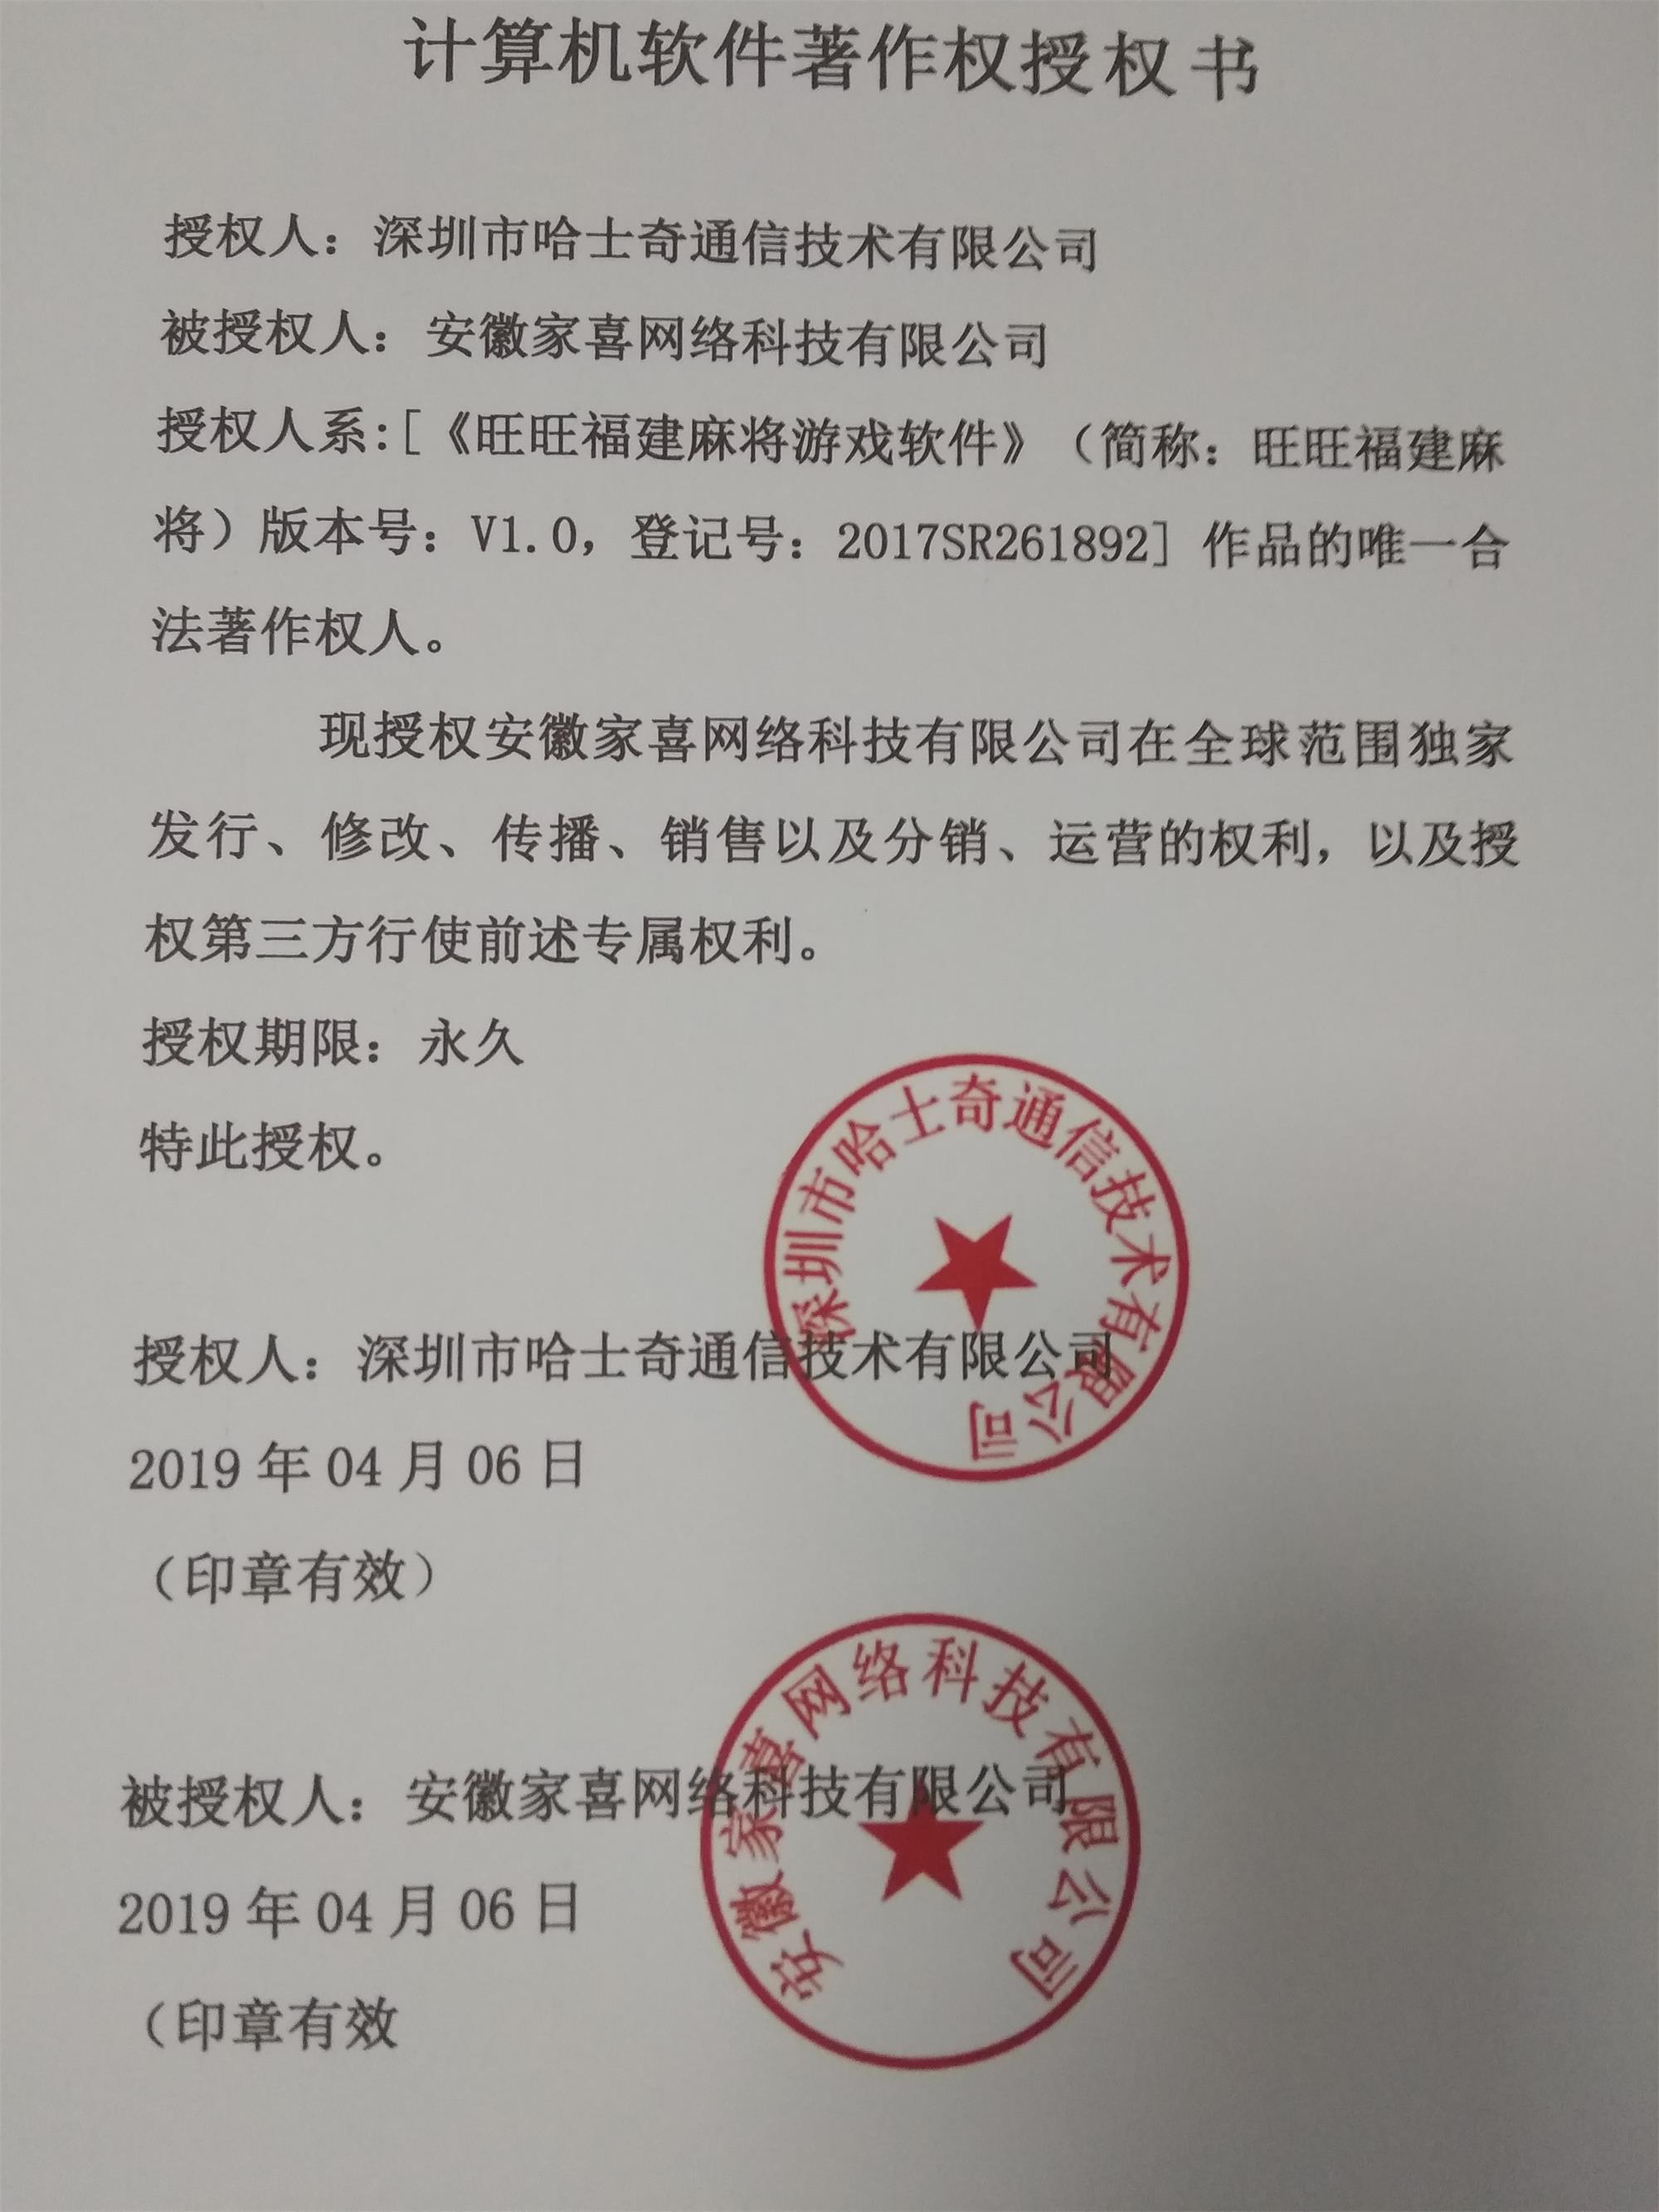 计算机软件著作权授权书
授权人：深圳市哈士奇通信技术有限公司
被授权人：安徽家喜网络科技有限公司
授权人系:[《旺旺福建麻将游戏软件》（简称：旺旺福建麻
将）版本号：V1.0，登记号：2017SR261892] 作品的唯一合
法著作权人。
现授权安徽家喜网络科技有限公司在全球范围独家
发行、修改、传播、销售以及分销、运营的权利，以及授
权第三方行使前述专属权利。
授权期限：永久
特此授权。
深圳市哈士奇通信技术有限公司
授权人：深圳市哈士奇通信技术有限公司
2019 年 04 月 06 日
（印章有效）
安徽家喜网络科技有限公司
被授权人：安徽家喜网络科技有限公司
2019 年 04 月 06 日
（印章有效